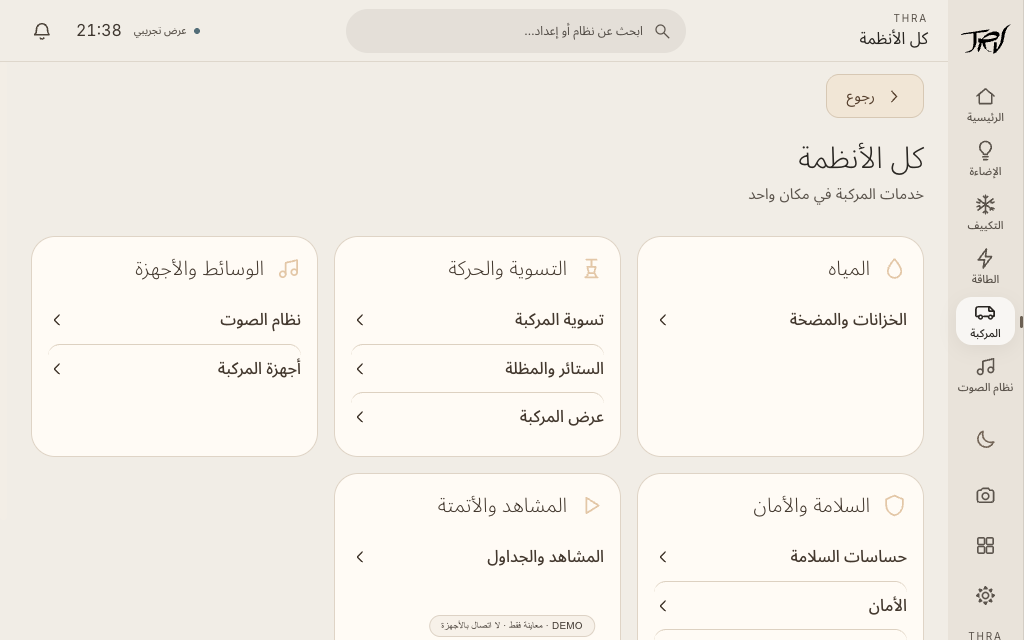 THRA
كل الأنظمة
ابحث عن نظام أو إعداد...
عرض تجريبي
21:38
الرئيسية
الإضاءة
التكييف
الطاقة
المركبة
نظام الصوت
THRA
رجوع
كل الأنظمة
خدمات المركبة في مكان واحد
المياه
الخزانات والمضخة
التسوية والحركة
تسوية المركبة
الستائر والمظلة
عرض المركبة
الوسائط والأجهزة
نظام الصوت
أجهزة المركبة
السلامة والأمان
حساسات السلامة
الأمان
المشاهد والأتمتة
المشاهد والجداول
DEMO · معاينة فقط · لا اتصال بالأجهزة